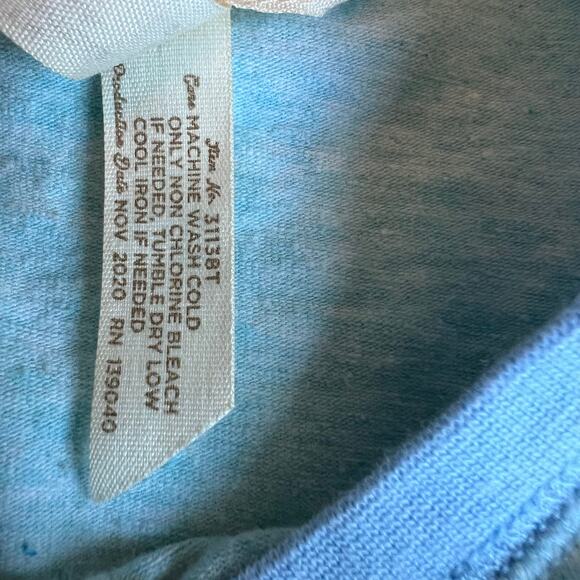 Item No. 3113BT
Care MACHINE WASH COLD
ONLY NON CHLORINE BLEACH
IF NEEDED, TUMBLE DRY LOW
COOL IRON IF NEEDED
Production Date NOV 2020 RN 139040